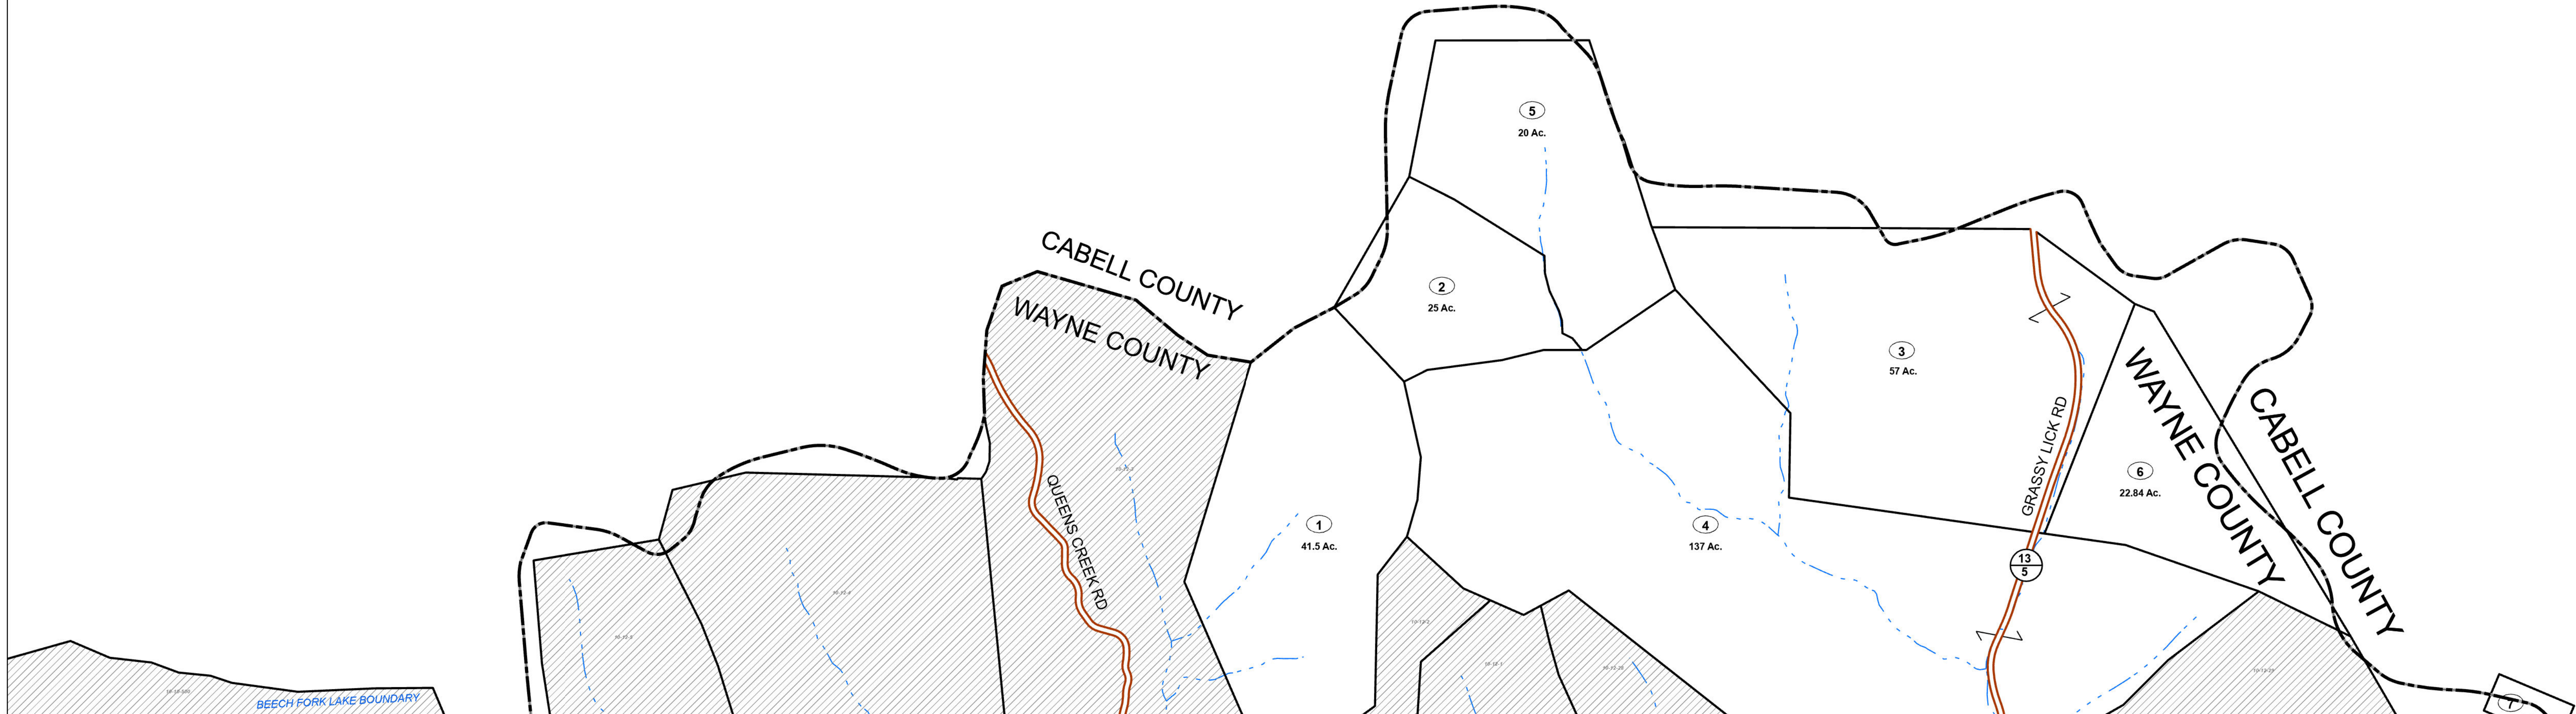 5
20 Ac.
CABELL COUNTY
WAYNE COUNTY
2
25 Ac.
3
57 Ac.
GRASSY LICK RD
WAYNE COUNTY
CABELL COUNTY
6
22.84 Ac.
QUEENS CREEK RD
1
41.5 Ac.
4
137 Ac.
13
5
BEECH FORK LAKE BOUNDARY
7